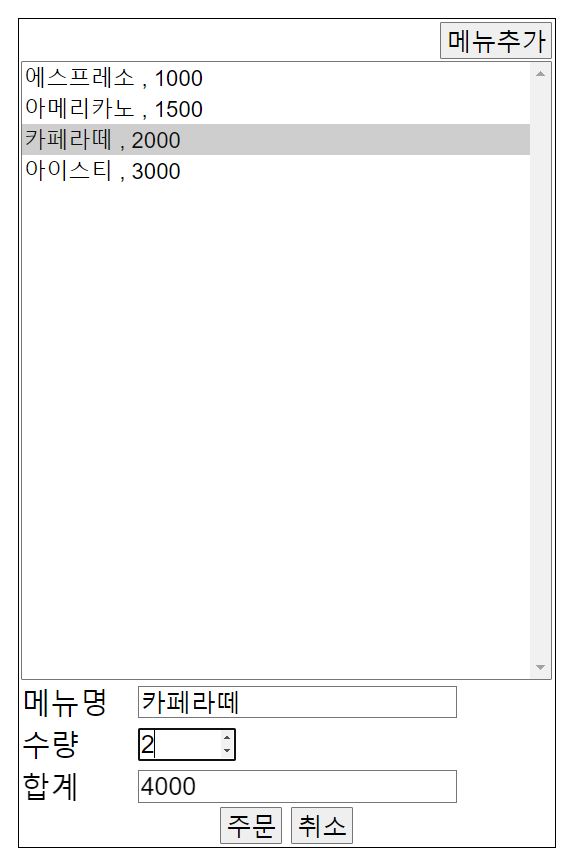 메뉴추가
에스프레소 , 1000
아메리카노 , 1500
카페라떼 , 2000
아이스티 , 3000
메뉴명 카페라떼
수량 2
합계 4000
주문 취소